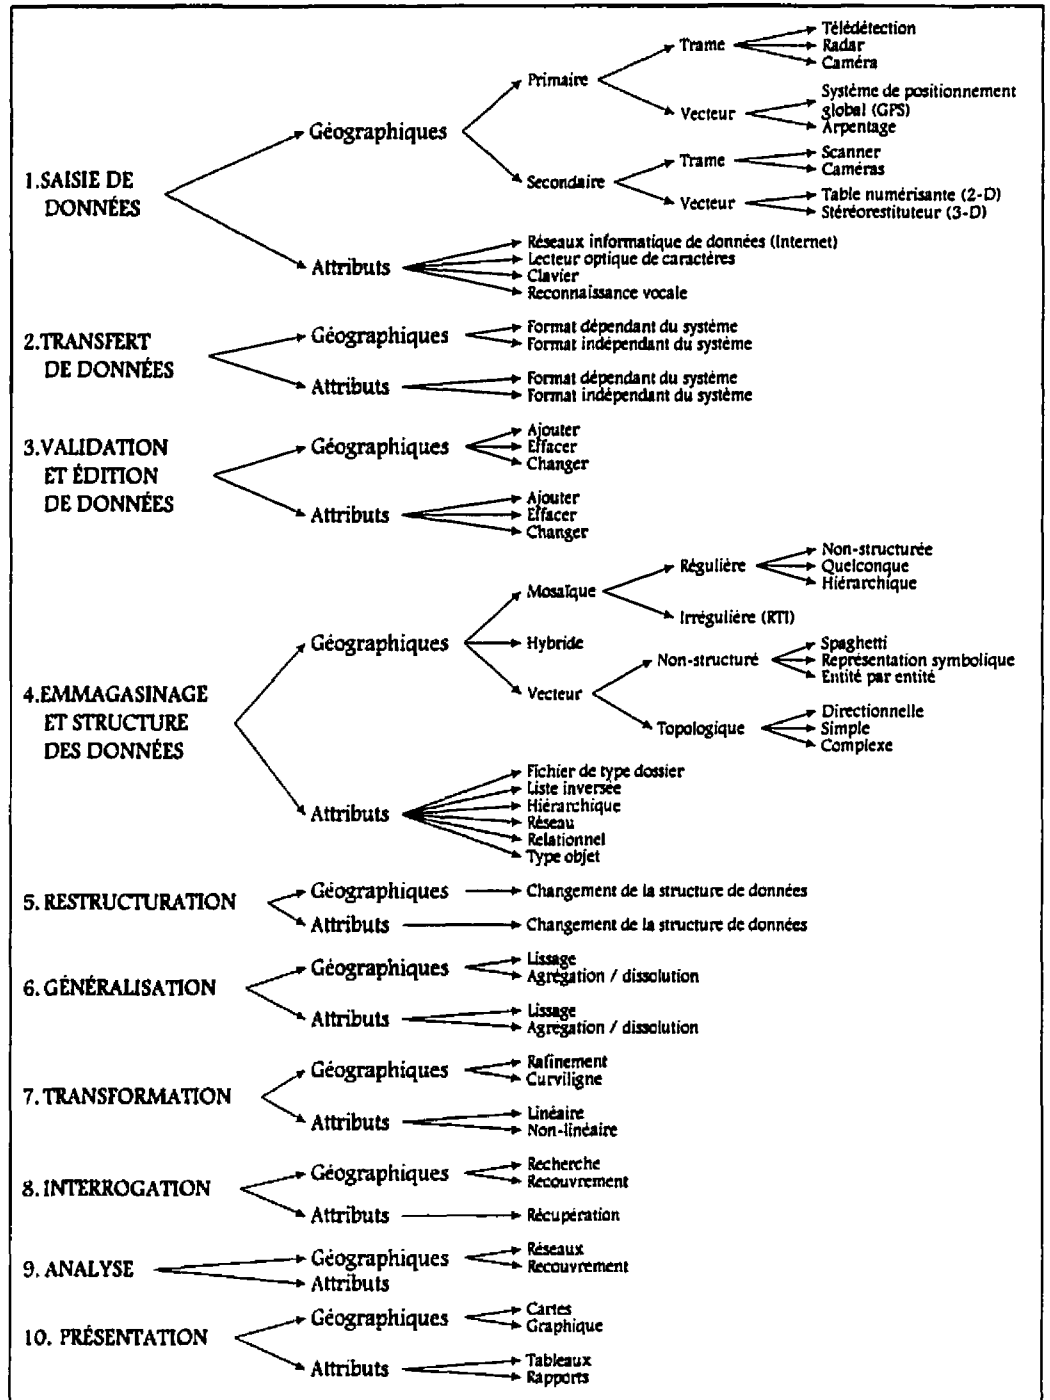 Télédétection
Trame
Radar
Caméra
Primaire
Système de positionnement
Vecteur
global (GPS)
Arpentage
Géographiques
Trame
Scanner
Caméras
1.SAISIE DE
DONNÉES
Secondaire
Vecteur
Table numérisante (2-D)
Stéréorestituteur (3-D)
Attributs
Réseaux informatique de données (Internet)
Lecteur optique de caractères
Clavier
Reconnaissance vocale
2.TRANSFERT
DE DONNÉES
Géographiques
Format dépendant du système
Format indépendant du système
Attributs
Format dépendant du système
Format indépendant du système
3.VALIDATION
ET ÉDITION
DE DONNÉES
Géographiques
Ajouter
Effacer
Changer
Attributs
Ajouter
Effacer
Changer
4.EMMAGASINAGE
ET STRUCTURE
DES DONNÉES
Géographiques
Mosaïque
Régulière
Non-structurée
Quelconque
Hiérarchique
Irrégulière (RTI)
Hybride
Vecteur
Non-structuré
Spaghetti
Représentation symbolique
Entité par entité
Topologique
Directionnelle
Simple
Complexe
Attributs
Fichier de type dossier
Liste inversée
Hiérarchique
Réseau
Relationnel
Type objet
5. RESTRUCTURATION
Géographiques
Changement de la structure de données
Attributs
Changement de la structure de données
6. GÉNÉRALISATION
Géographiques
Lissage
Agrégation / dissolution
Attributs
Lissage
Agrégation / dissolution
7. TRANSFORMATION
Géographiques
Rafinement
Curviligne
Attributs
Linéaire
Non-linéaire
8. INTERROGATION
Géographiques
Recherche
Recouvrement
Attributs
Récupération
9. ANALYSE
Géographiques
Réseaux
Recouvrement
Attributs
10. PRÉSENTATION
Géographiques
Cartes
Graphique
Attributs
Tableaux
Rapports